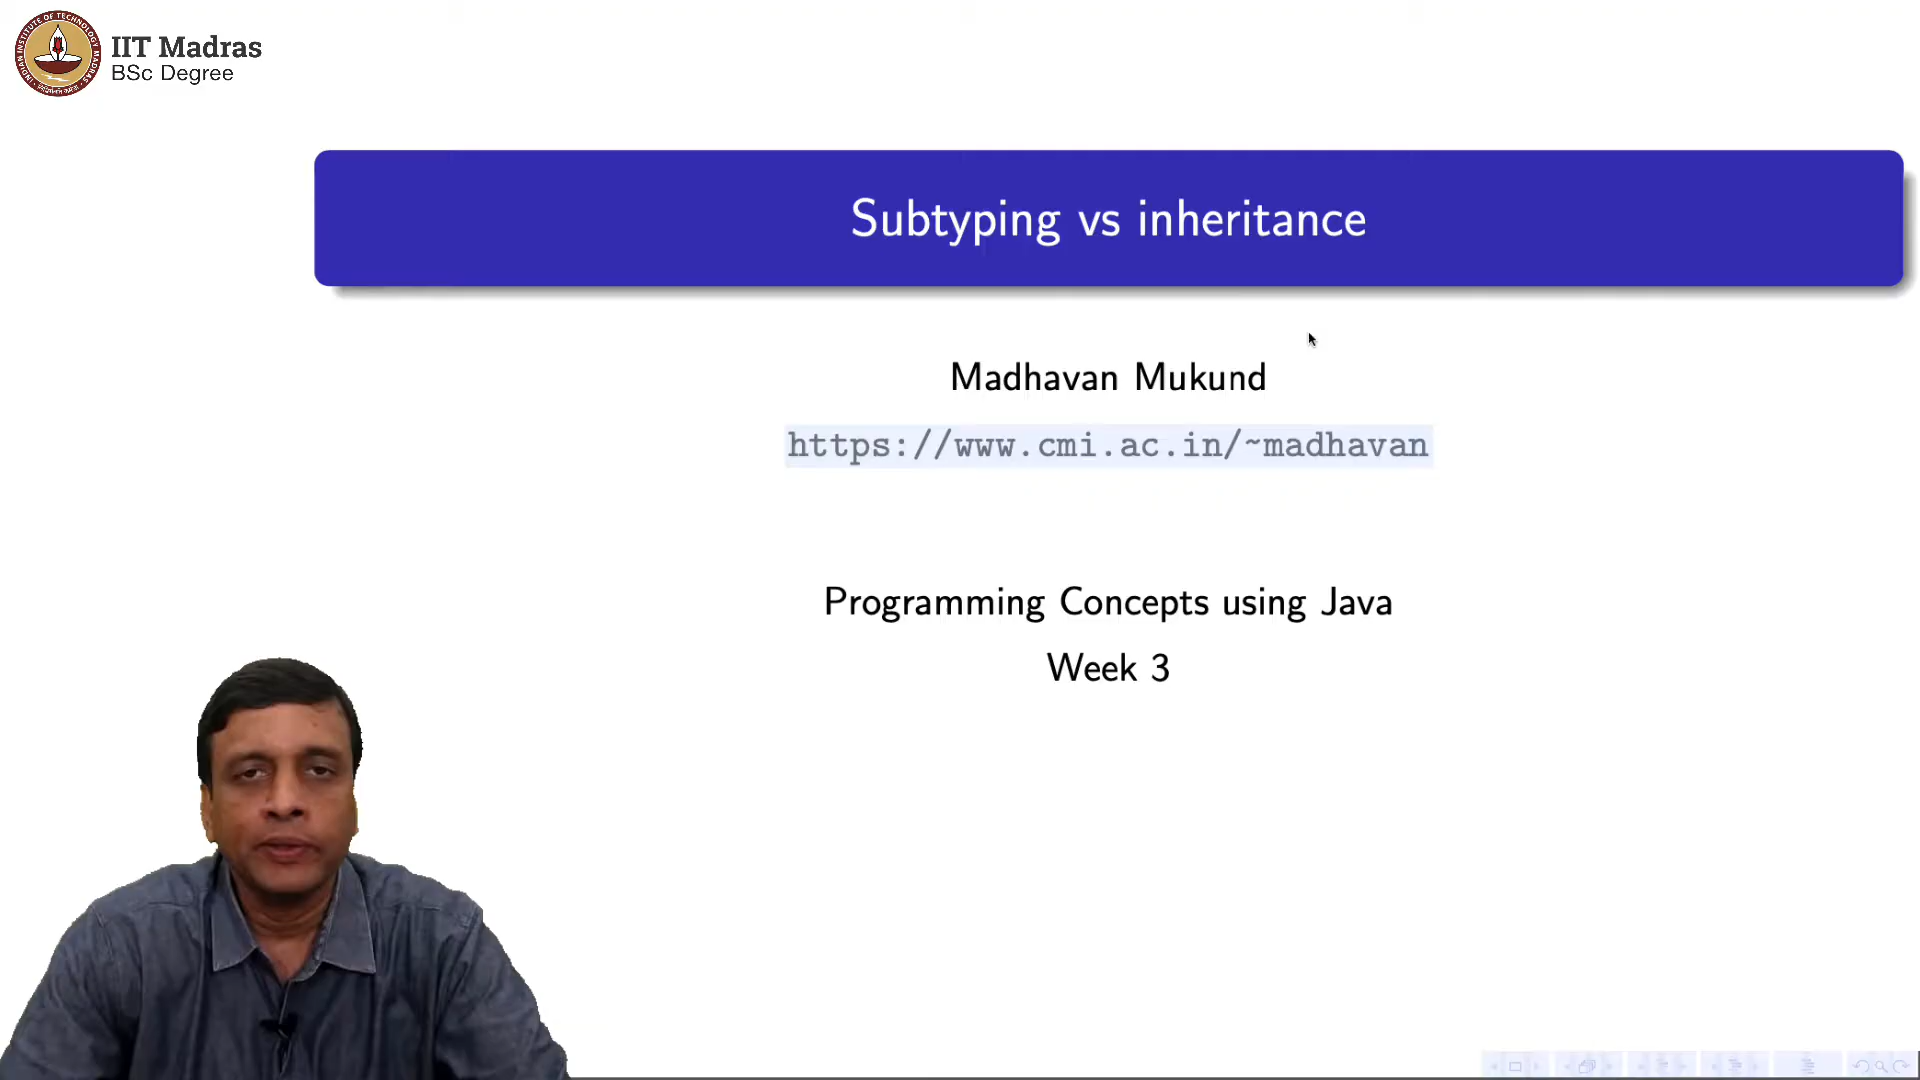 IIT Madras
BSc Degree
Subtyping vs inheritance
Madhavan Mukund
https://www.cmi.ac.in/~madhavan
Programming Concepts using Java
Week 3